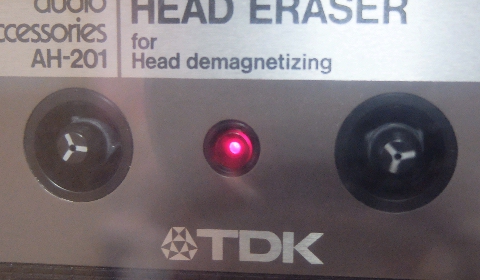 audio
accessories
AH-201
HEAD ERASER
for
Head demagnetizing
TDK